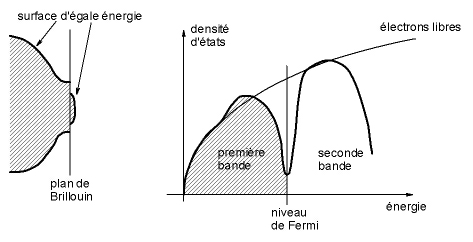 surface d'égale énergie
plan de
Brillouin
densité
d'états
électrons libres
première
bande
seconde
bande
énergie
niveau
de Fermi